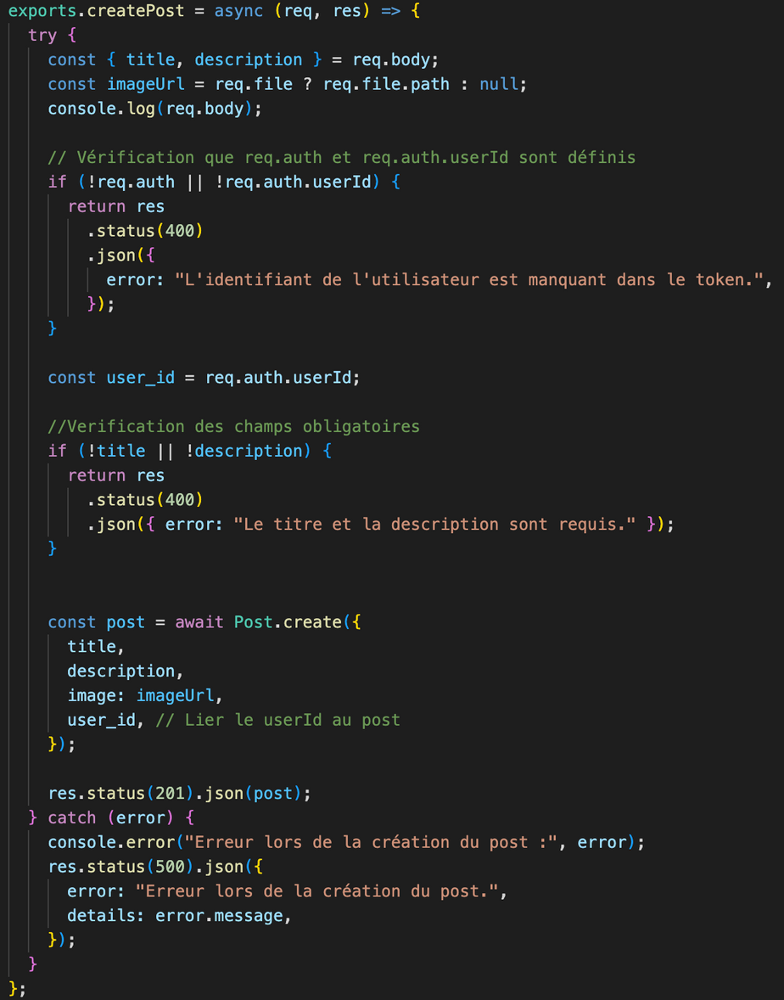 exports.createPost = async (req, res) => {
  try {
    const { title, description } = req.body;
    const imageUrl = req.file ? req.file.path : null;
    console.log(req.body);

    // Vérification que req.auth et req.auth.userId sont définis
    if (!req.auth || !req.auth.userId) {
      return res
        .status(400)
        .json({
          error: "L'identifiant de l'utilisateur est manquant dans le token.",
        });
    }

    const user_id = req.auth.userId;

    //Verification des champs obligatoires
    if (!title || !description) {
      return res
        .status(400)
        .json({ error: "Le titre et la description sont requis." });
    }


    const post = await Post.create({
      title,
      description,
      image: imageUrl,
      user_id, // Lier le userId au post
    });

    res.status(201).json(post);
  } catch (error) {
    console.error("Erreur lors de la création du post :", error);
    res.status(500).json({
      error: "Erreur lors de la création du post.",
      details: error.message,
    });
  }
};